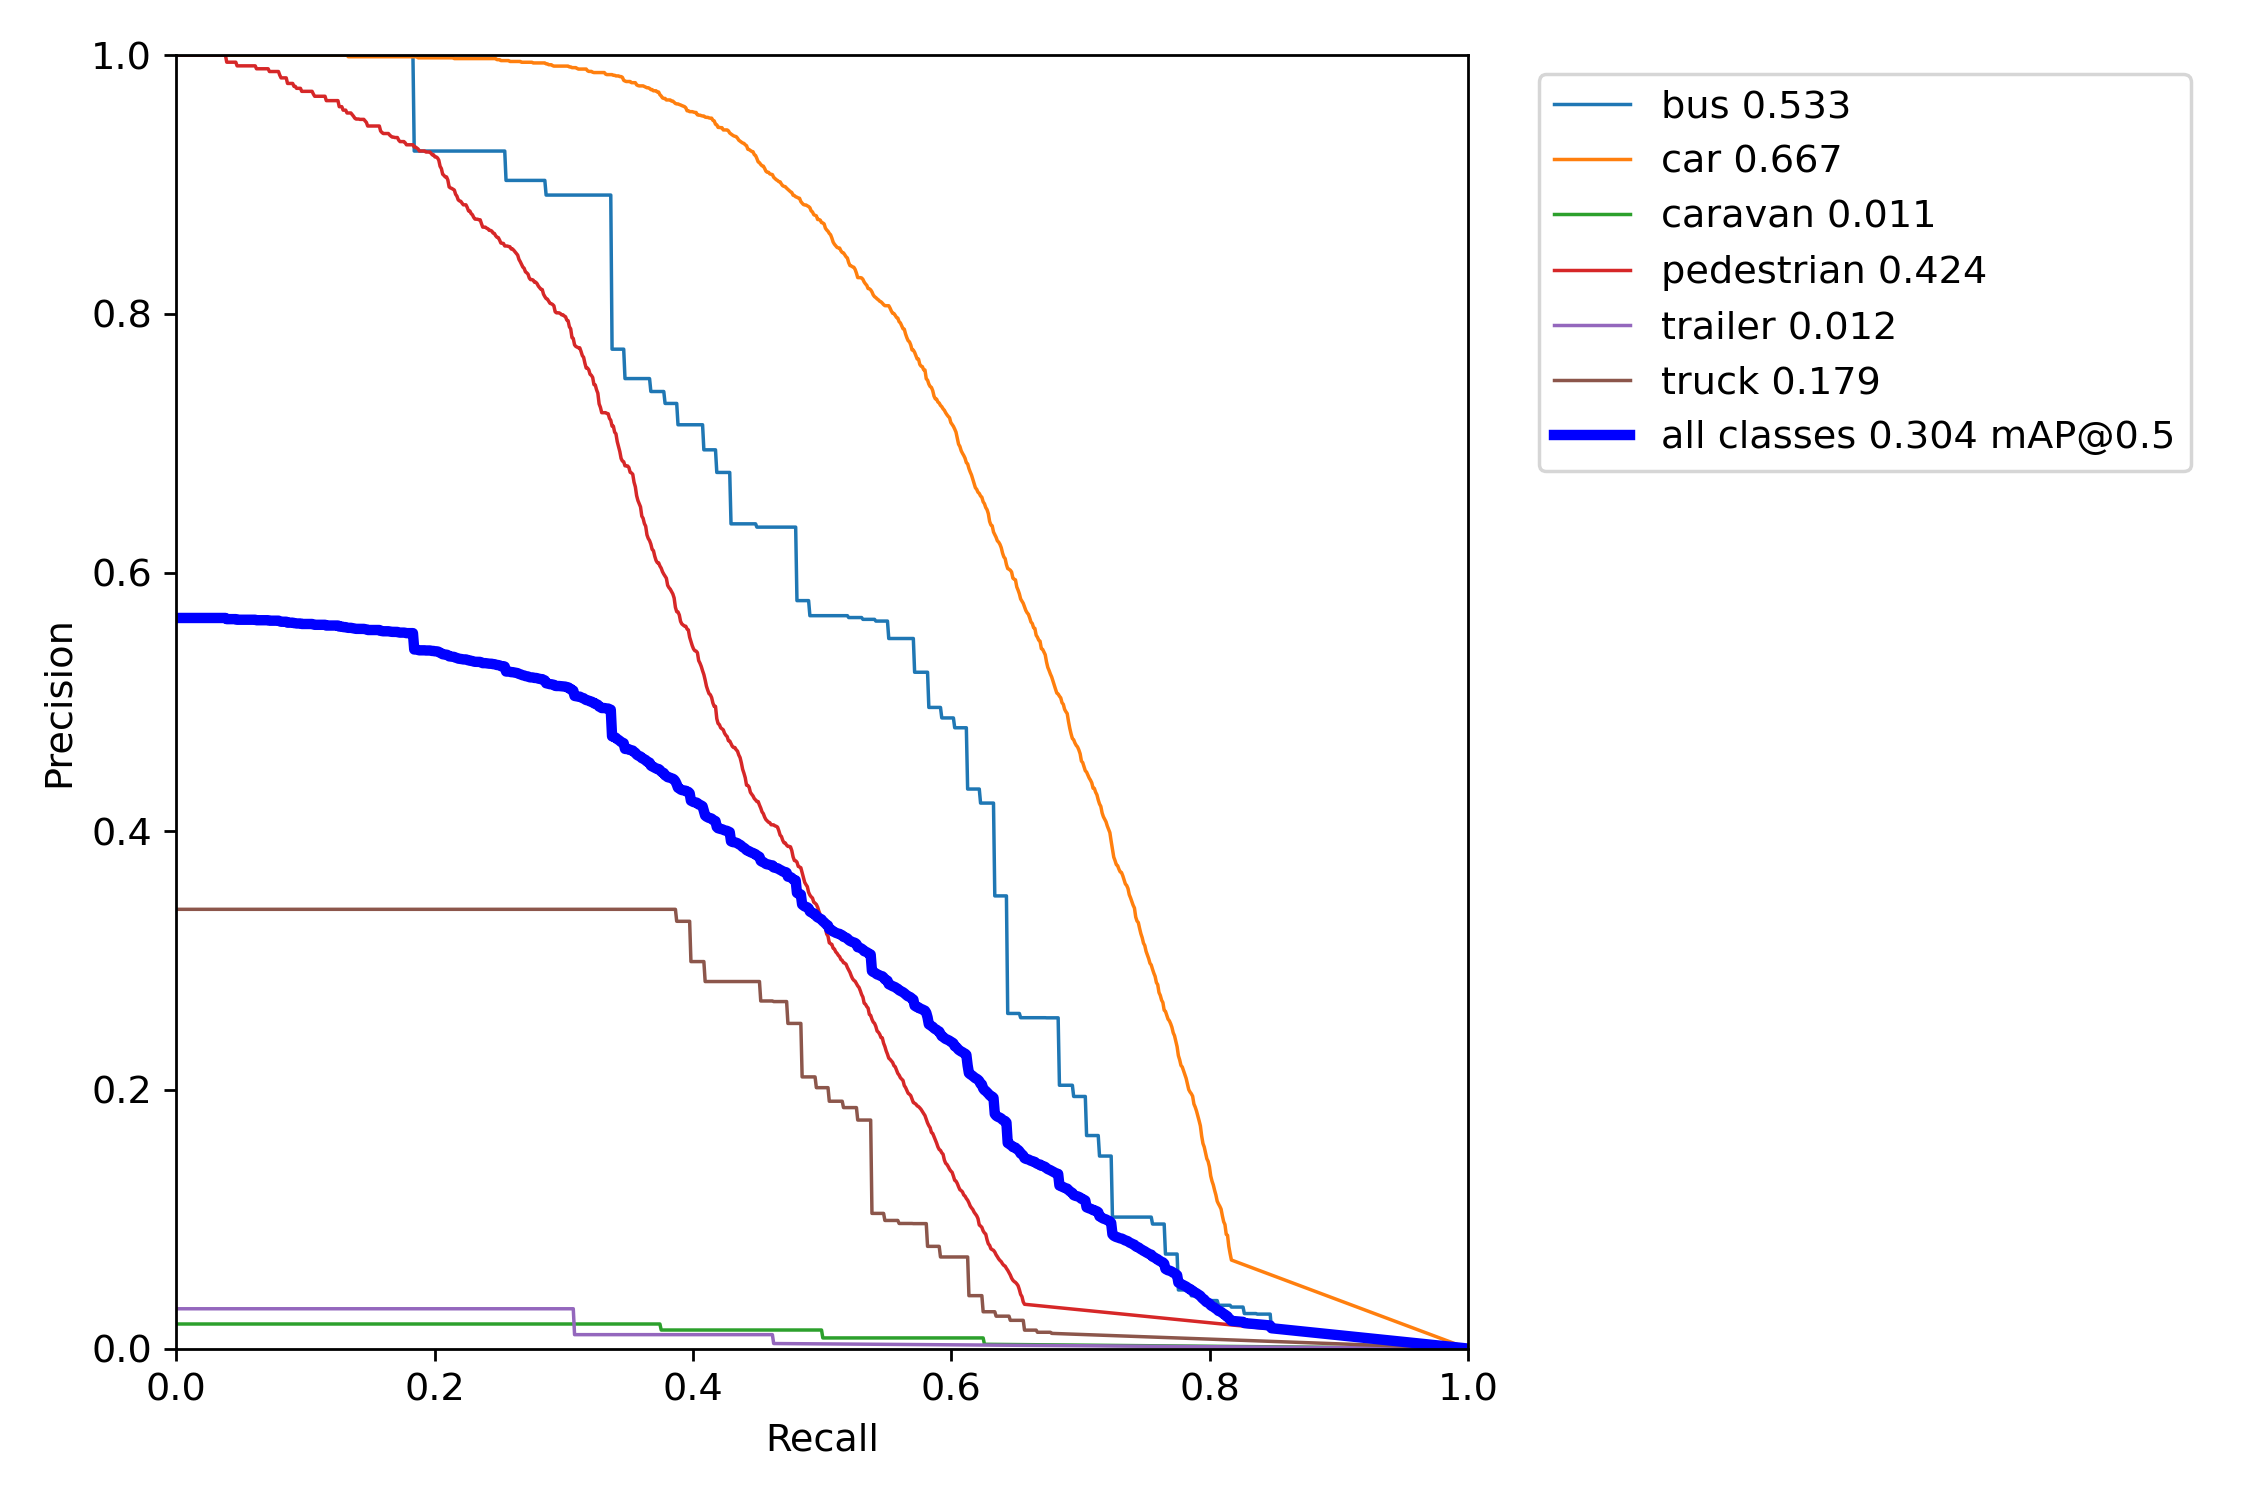 1.0
0.8
0.6
0.4
0.2
0.0
Precision
0.0 0.2 0.4 0.6 0.8 1.0
Recall
bus 0.533
car 0.667
caravan 0.011
pedestrian 0.424
trailer 0.012
truck 0.179
all classes 0.304 mAP@0.5